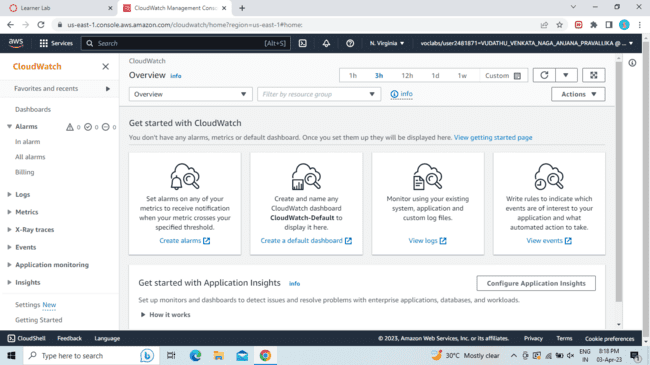 Learner Lab
CloudWatch Management Cons
us-east-1.console.aws.amazon.com/cloudwatch/home?region=us-east-1#home:
aws
Services
Search
[Alt+S]
N. Virginia
voclabs/user2461871=VUDATHU_VENKATA_NAGA_ANJANA_PRAVALLIKA @ ...
CloudWatch
Favorites and recents
Dashboards
Alarms 0 0 0
In alarm
All alarms
Billing
Logs
Metrics
X-Ray traces
Events
Application monitoring
Insights
Settings New
Getting Started
CloudWatch
Overview Info
1h 3h 12h 1d 1w Custom
Overview
Filter by resource group
Info
Actions
Get started with CloudWatch
You don't have any alarms, metrics or default dashboard. Once you set them up they will be displayed here. View getting started page
Set alarms on any of your
metrics to receive notification
when your metric crosses your
specified threshold.
Create alarms
Create and name any
CloudWatch dashboard
CloudWatch-Default to
display it here.
Create a default dashboard
Monitor using your existing
system, application and
custom log files.
View logs
Write rules to indicate which
events are of interest to your
application and what
automated action to take.
View events
Get started with Application Insights Info
Configure Application Insights
Set up monitors and dashboards to detect issues and resolve problems with enterprise applications, databases, and workloads.
How it works
CloudShell
Feedback
Language
© 2023, Amazon Web Services, Inc. or its affiliates.
Privacy
Terms
Cookie preferences
Type here to search
30°C Mostly clear
ENG
IN
8:18 PM
03-Apr-23